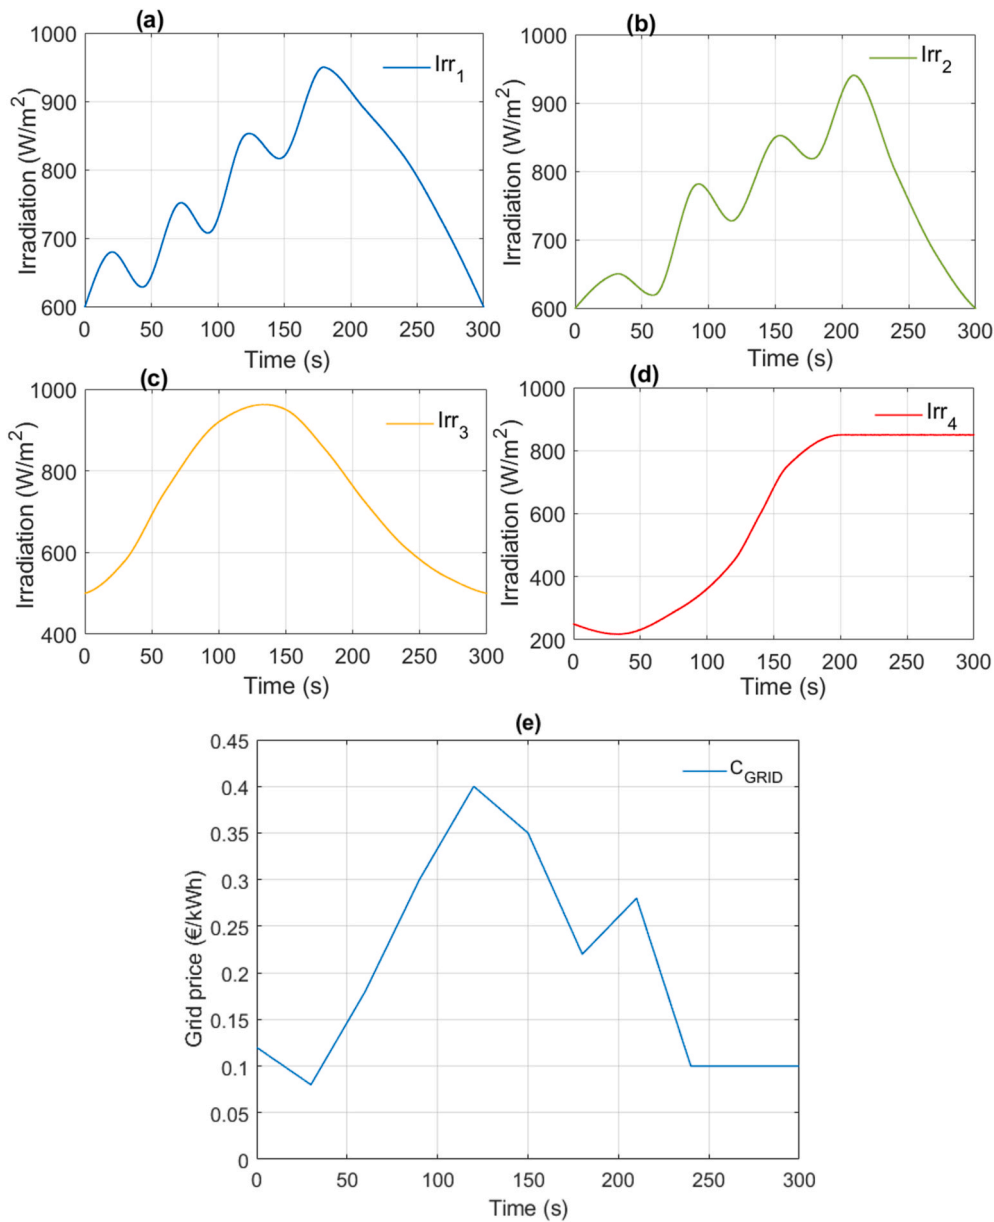 (a)
Irr1
Irradiation (W/m²)
1000
900
800
700
600
0 50 100 150 200 250 300
Time (s)
(b)
Irr2
Irradiation (W/m²)
1000
900
800
700
600
0 50 100 150 200 250 300
Time (s)
(c)
Irr3
Irradiation (W/m²)
1000
800
600
400
0 50 100 150 200 250 300
Time (s)
(d)
Irr4
Irradiation (W/m²)
1000
800
600
400
200
0 50 100 150 200 250 300
Time (s)
(e)
CGRID
Grid price (€/kWh)
0.45
0.4
0.35
0.3
0.25
0.2
0.15
0.1
0.05
0
0 50 100 150 200 250 300
Time (s)